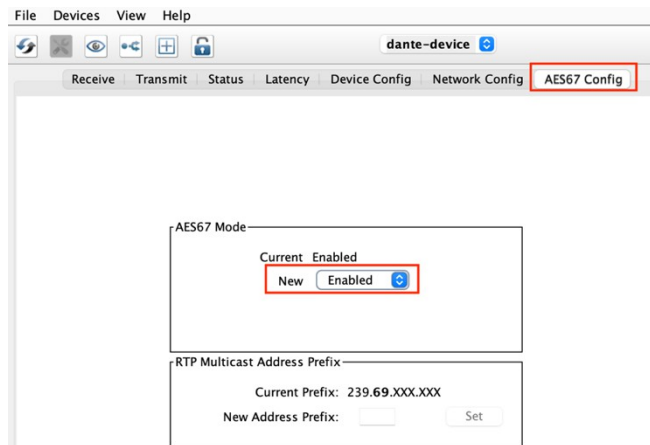 File Devices View Help
dante-device
Receive Transmit Status Latency Device Config Network Config AES67 Config
AES67 Mode
Current Enabled
New Enabled
RTP Multicast Address Prefix
Current Prefix: 239.69.XXX.XXX
New Address Prefix: Set